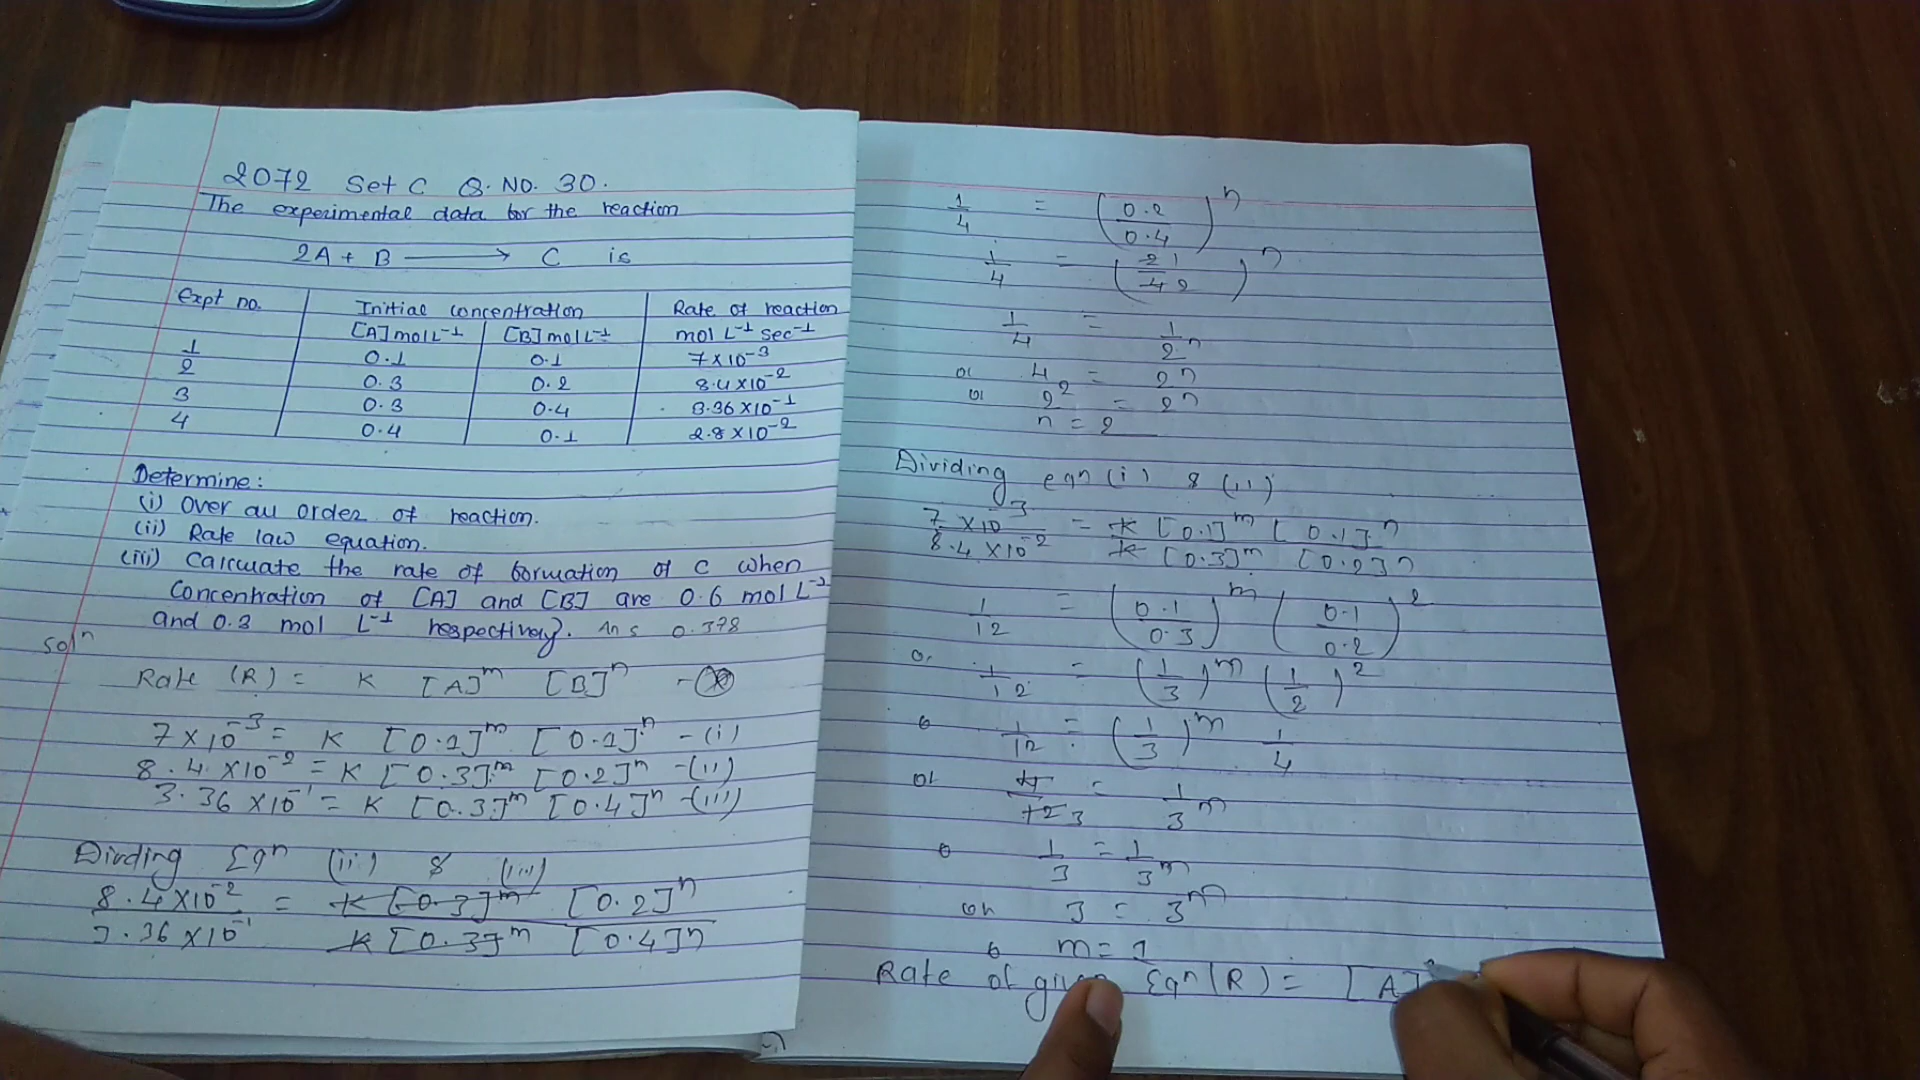 2072 Set C Q. NO. 30.
The experimental data for the reaction
2A + B ⟶ C is
Expt no. Initial concentration Rate of reaction
[A] mol L⁻¹ [B] mol L⁻¹ mol L⁻¹ sec⁻¹
1 0.1 0.1 7×10⁻³
2 0.3 0.2 8.4×10⁻²
3 0.3 0.4 3.36×10⁻¹
4 0.4 0.1 2.8×10⁻²
Determine:
(i) Over all order of reaction.
(ii) Rate law equation.
(iii) Calculate the rate of formation of C when
Concentration of [A] and [B] are 0.6 mol L⁻¹
and 0.3 mol L⁻¹ respectively. Ans 0.378
Solⁿ
Rate (R) = K [A]ᵐ [B]ⁿ -
7×10⁻³ = K [0.1]ᵐ [0.1]ⁿ -(i)
8.4×10⁻² = K [0.3]ᵐ [0.2]ⁿ -(ii)
3.36×10⁻¹ = K [0.3]ᵐ [0.4]ⁿ -(iii)
Dividing Eqⁿ (ii) & (iii)
8.4×10⁻² / 3.36×10⁻¹ = K [0.3]ᵐ [0.2]ⁿ / K [0.3]ᵐ [0.4]ⁿ
1/4 = (0.2/0.4)ⁿ
1/4 = (2 1/4 2)ⁿ
1/4 = 1/2ⁿ
or 4 = 2ⁿ
or 2² = 2ⁿ
n = 2
Dividing eqn (i) & (ii)
7×10⁻³ / 8.4×10⁻² = K [0.1]ᵐ [0.1]ⁿ / K [0.3]ᵐ [0.2]ⁿ
1/12 = (0.1/0.3)ᵐ (0.1/0.2)²
or 1/12 = (1/3)ᵐ (1/2)²
1/12 = (1/3)ᵐ 1/4
or 4/12 3 = 1/3ᵐ
1/3 = 1/3ᵐ
or 3 = 3ᵐ
m = 1
Rate of given Eqⁿ (R) = [A]